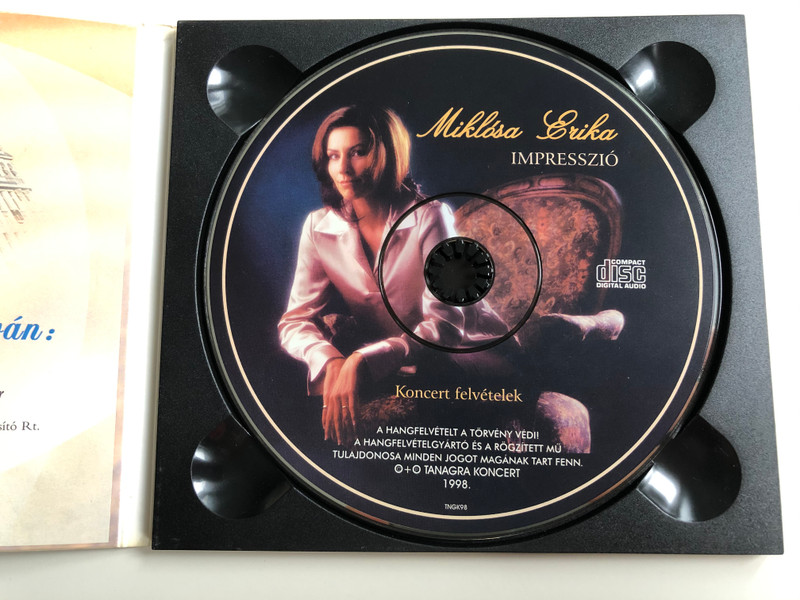 ván:
r
sító Rt.
Miklósa Erika
IMPRESSZIÓ
COMPACT
disc
DIGITAL AUDIO
Koncert felvételek
A HANGFELVÉTELT A TÖRVÉNY VÉDI!
A HANGFELVÉTELGYÁRTÓ ÉS A RÖGZÍTETT MŰ
TULAJDONOSA MINDEN JOGOT MAGÁNAK TART FENN.
℗+© TANAGRA KONCERT
1998.
TNGK98